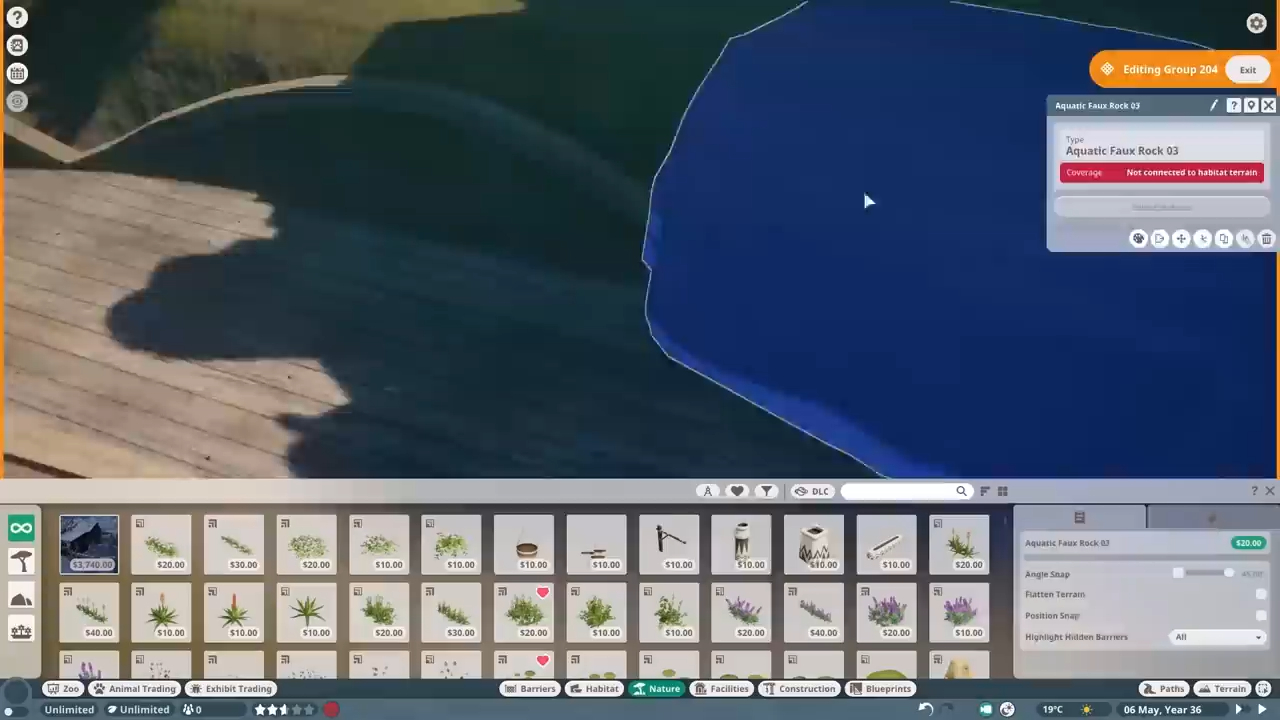 Editing Group 204
Exit
Aquatic Faux Rock 03
Type
Aquatic Faux Rock 03
Coverage Not connected to habitat terrain
DLC
$3,740.00 $20.00 $30.00 $20.00 $10.00 $10.00 $10.00 $10.00 $10.00 $10.00 $10.00 $10.00 $20.00
$40.00 $10.00 $10.00 $10.00 $20.00 $30.00 $20.00 $10.00 $10.00 $20.00 $40.00 $20.00 $10.00
Aquatic Faux Rock 03 $20.00
Angle Snap 45.00°
Flatten Terrain
Position Snap
Highlight Hidden Barriers All
Zoo Animal Trading Exhibit Trading Barriers Habitat Nature Facilities Construction Blueprints Paths Terrain
Unlimited Unlimited 0 19°C 06 May, Year 36